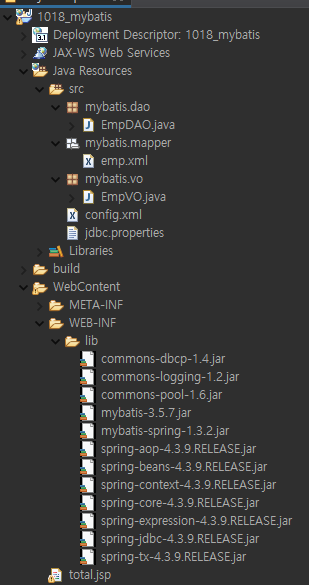 1018_mybatis
Deployment Descriptor: 1018_mybatis
JAX-WS Web Services
Java Resources
src
mybatis.dao
EmpDAO.java
mybatis.mapper
emp.xml
mybatis.vo
EmpVO.java
config.xml
jdbc.properties
Libraries
build
WebContent
META-INF
WEB-INF
lib
commons-dbcp-1.4.jar
commons-logging-1.2.jar
commons-pool-1.6.jar
mybatis-3.5.7.jar
mybatis-spring-1.3.2.jar
spring-aop-4.3.9.RELEASE.jar
spring-beans-4.3.9.RELEASE.jar
spring-context-4.3.9.RELEASE.jar
spring-core-4.3.9.RELEASE.jar
spring-expression-4.3.9.RELEASE.jar
spring-jdbc-4.3.9.RELEASE.jar
spring-tx-4.3.9.RELEASE.jar
total.jsp